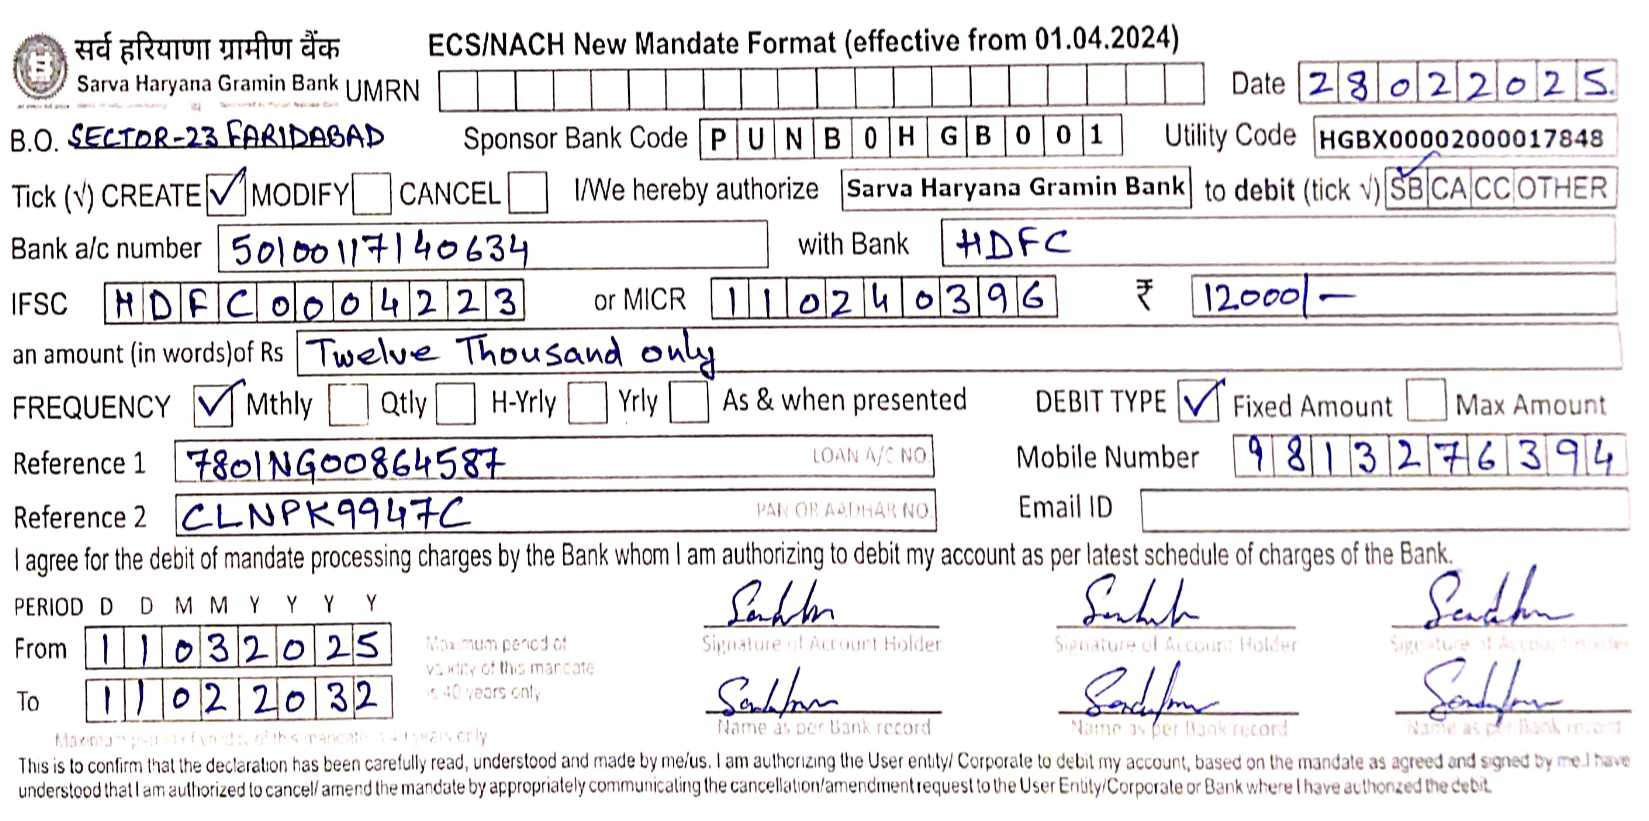 सर्व हरियाणा ग्रामीण बैंक
Sarva Haryana Gramin Bank
ECS/NACH New Mandate Format (effective from 01.04.2024)
UMRN Date 28022025
B.O. SECTOR-23 FARIDABAD Sponsor Bank Code PUNB0HGB001 Utility Code HGBX00002000017848
Tick (√) CREATE ✓ MODIFY CANCEL I/We hereby authorize Sarva Haryana Gramin Bank to debit (tick √) SB ✓ CA CC OTHER
Bank a/c number 50100117140634 with Bank HDFC
IFSC HDFC0004223 or MICR 110240396 ₹ 12000/-
an amount (in words)of Rs Twelve Thousand only
FREQUENCY ✓ Mthly Qtly H-Yrly Yrly As & when presented DEBIT TYPE ✓ Fixed Amount Max Amount
Reference 1 7801NG00864587 LOAN A/C NO. Mobile Number 9813276394
Reference 2 CLNPK9947C PAN OR AADHAR NO. Email ID
I agree for the debit of mandate processing charges by the Bank whom I am authorizing to debit my account as per latest schedule of charges of the Bank.
PERIOD D D M M Y Y Y Y
From 11032025 Maximum period of validity of this mandate is 40 years only
Signature of Account Holder Signature of Account Holder Signature of Account Holder
To 11022032
Name as per Bank record Name as per Bank record Name as per Bank record
Maximum period of validity of this mandate is 40 years only
This is to confirm that the declaration has been carefully read, understood and made by me/us. I am authorizing the User entity/ Corporate to debit my account, based on the mandate as agreed and signed by me. I have
understood that I am authorized to cancel/ amend the mandate by appropriately communicating the cancellation/amendment request to the User Entity/Corporate or Bank where I have authorized the debit.